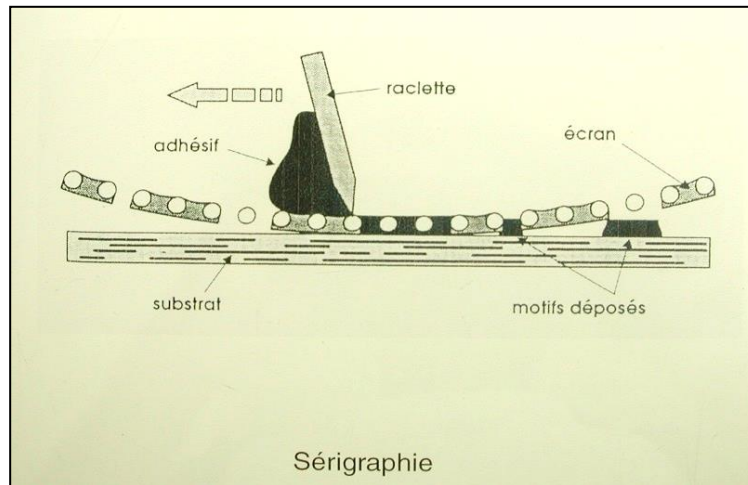 raclette
adhésif
écran
substrat
motifs déposés
Sérigraphie